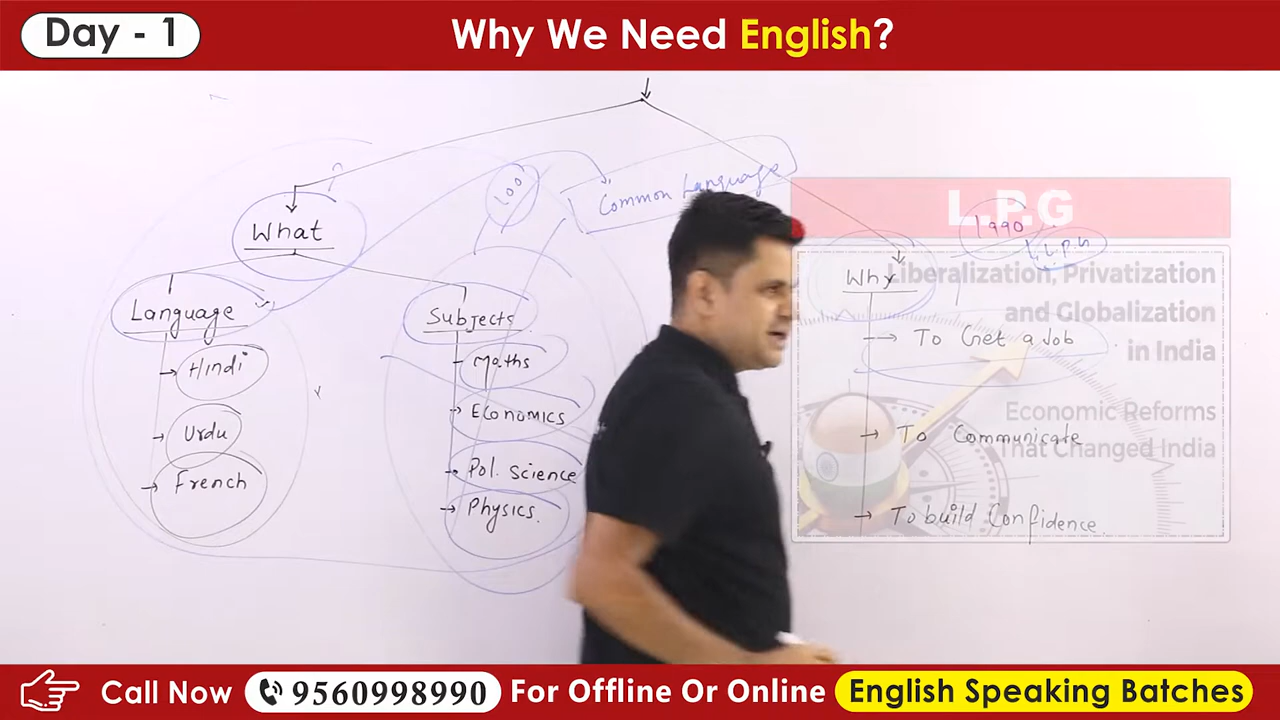 Day - 1
Why We Need English?
100
Common Language
What
Language
Hindi
Urdu
French
Subjects
Maths
Economics
Pol. Science
Physics.
L.P.G
1990
L.P.G
Why
Liberalization, Privatization
and Globalization
in India
To Get a Job
Economic Reforms
That Changed India
To Communicate
To build Confidence.
Call Now 9560998990 For Offline Or Online English Speaking Batches